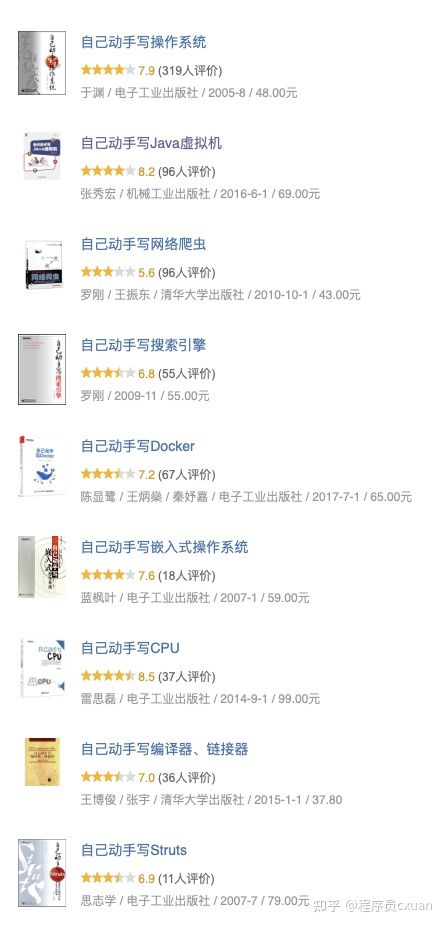 自己动手写操作系统
7.9 (319人评价)
于渊 / 电子工业出版社 / 2005-8 / 48.00元
自己动手写Java虚拟机
8.2 (96人评价)
张秀宏 / 机械工业出版社 / 2016-6-1 / 69.00元
自己动手写网络爬虫
5.6 (96人评价)
罗刚 / 王振东 / 清华大学出版社 / 2010-10-1 / 43.00元
自己动手写搜索引擎
6.8 (55人评价)
罗刚 / 2009-11 / 55.00元
自己动手写Docker
7.2 (67人评价)
陈显鹭 / 王炳燊 / 秦妤嘉 / 电子工业出版社 / 2017-7-1 / 65.00元
自己动手写嵌入式操作系统
7.6 (18人评价)
蓝枫叶 / 电子工业出版社 / 2007-1 / 59.00元
自己动手写CPU
8.5 (37人评价)
雷思磊 / 电子工业出版社 / 2014-9-1 / 99.00元
自己动手写编译器、链接器
7.0 (36人评价)
王博俊 / 张宇 / 清华大学出版社 / 2015-1-1 / 37.80
自己动手写Struts
6.9 (11人评价)
思志学 / 电子工业出版社 / 2007-7 / 79.00元
知乎 @程序员cxuan